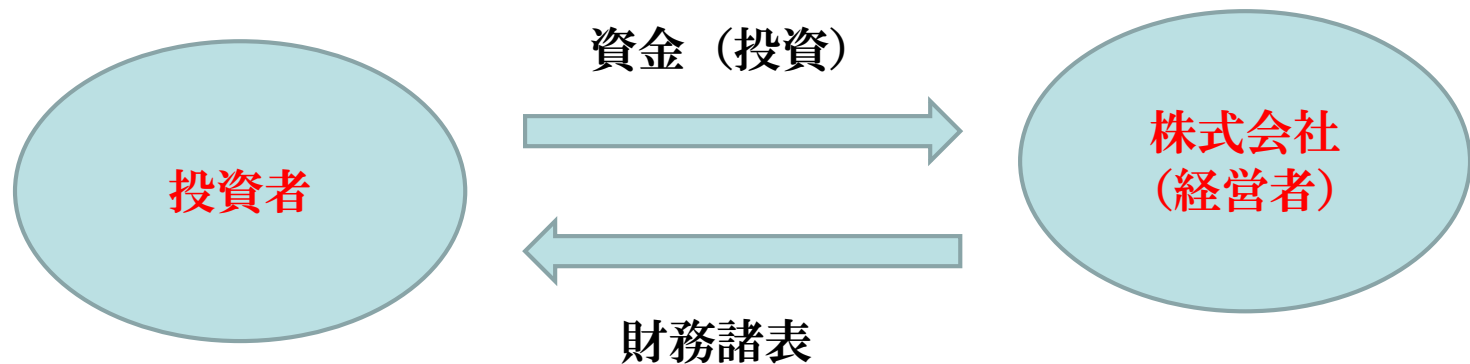 資金（投資）
投資者
株式会社
（経営者）
財務諸表